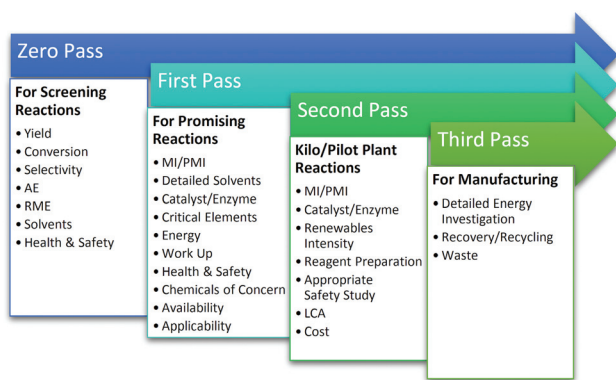 Zero Pass
For Screening
Reactions
• Yield
• Conversion
• Selectivity
• AE
• RME
• Solvents
• Health & Safety
First Pass
For Promising
Reactions
• MI/PMI
• Detailed Solvents
• Catalyst/Enzyme
• Critical Elements
• Energy
• Work Up
• Health & Safety
• Chemicals of Concern
• Availability
• Applicability
Second Pass
Kilo/Pilot Plant
Reactions
• MI/PMI
• Catalyst/Enzyme
• Renewables
Intensity
• Reagent Preparation
• Appropriate
Safety Study
• LCA
• Cost
Third Pass
For Manufacturing
• Detailed Energy
Investigation
• Recovery/Recycling
• Waste